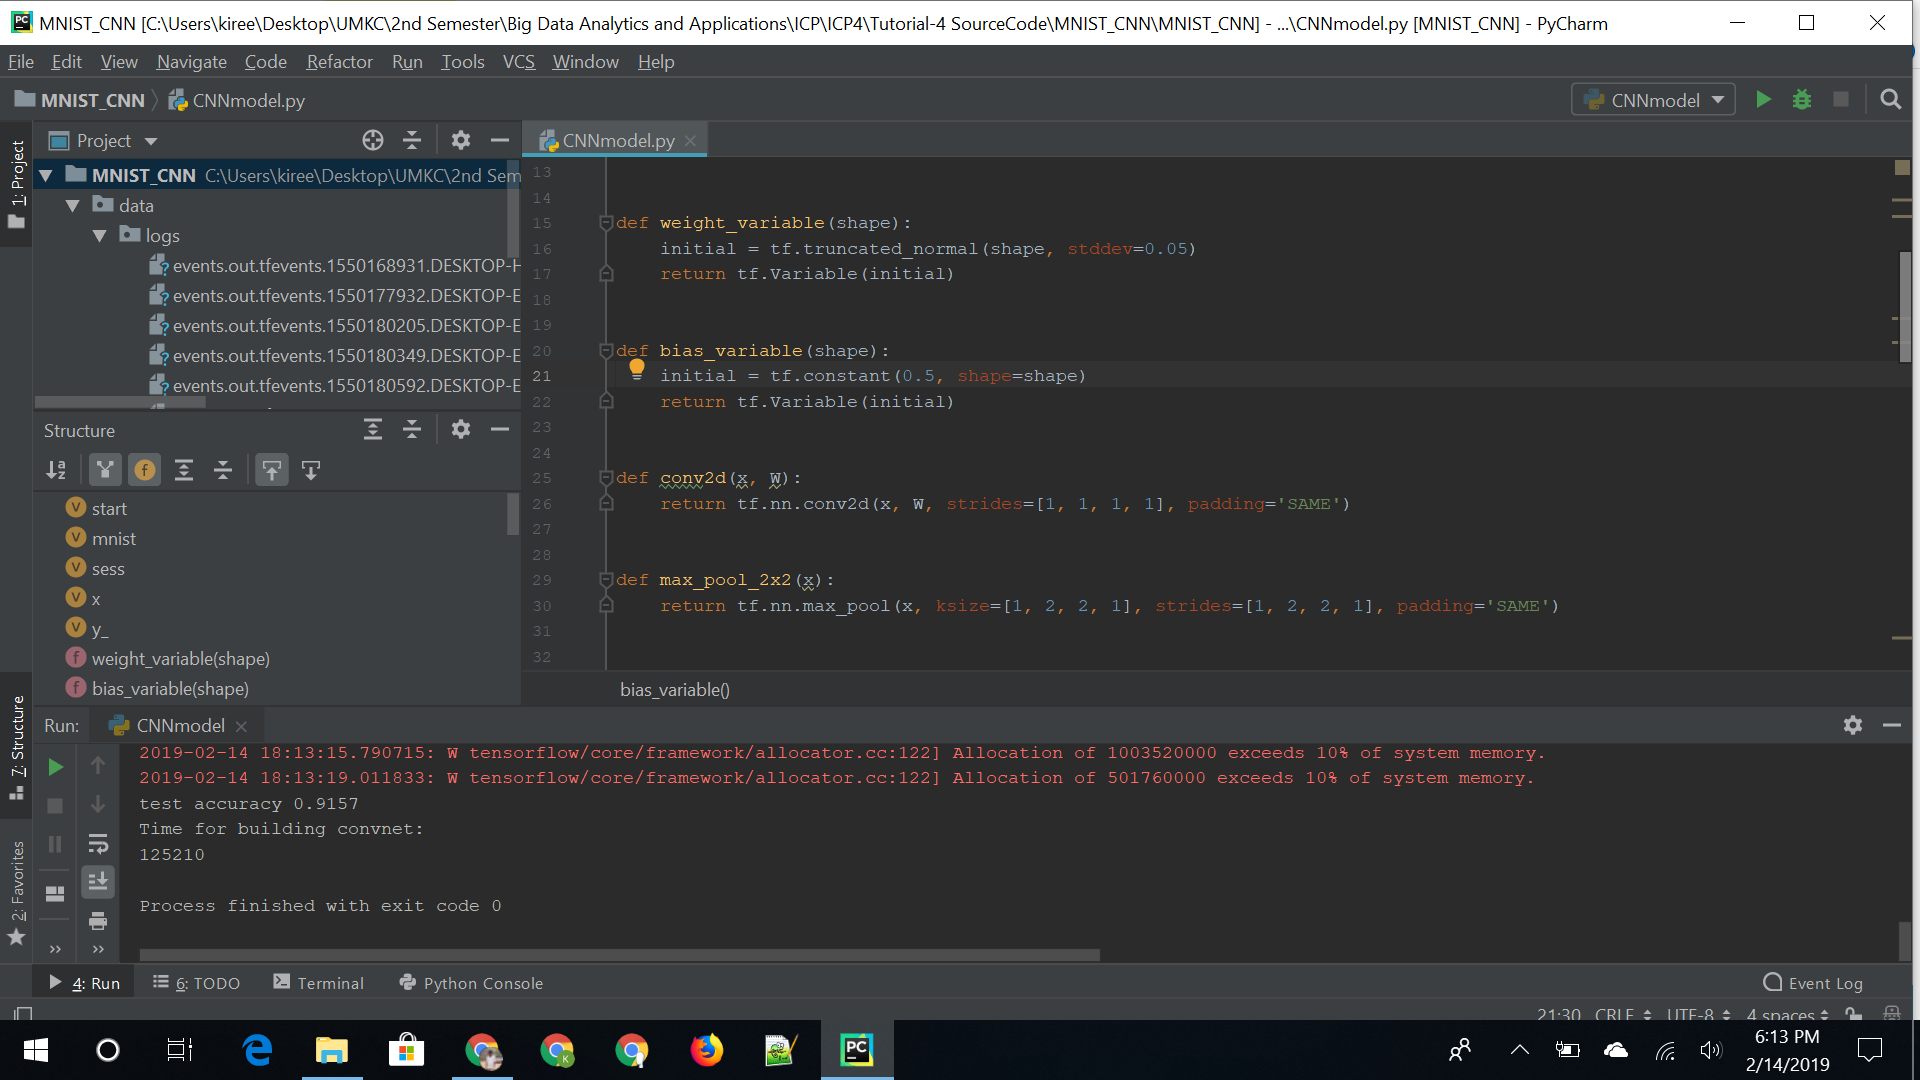 MNIST_CNN [C:\Users\kiree\Desktop\UMKC\2nd Semester\Big Data Analytics and Applications\ICP\ICP4\Tutorial-4 SourceCode\MNIST_CNN\MNIST_CNN] - ...\CNNmodel.py [MNIST_CNN] - PyCharm
File Edit View Navigate Code Refactor Run Tools VCS Window Help
MNIST_CNN CNNmodel.py
CNNmodel
1: Project
Project
MNIST_CNN C:\Users\kiree\Desktop\UMKC\2nd Sem
data
logs
events.out.tfevents.1550168931.DESKTOP-H
events.out.tfevents.1550177932.DESKTOP-E
events.out.tfevents.1550180205.DESKTOP-E
events.out.tfevents.1550180349.DESKTOP-E
events.out.tfevents.1550180592.DESKTOP-E
Structure
start
mnist
sess
x
y_
weight_variable(shape)
bias_variable(shape)
CNNmodel.py
13
14
15 def weight_variable(shape):
16 initial = tf.truncated_normal(shape, stddev=0.05)
17 return tf.Variable(initial)
18
19
20 def bias_variable(shape):
21 initial = tf.constant(0.5, shape=shape)
22 return tf.Variable(initial)
23
24
25 def conv2d(x, W):
26 return tf.nn.conv2d(x, W, strides=[1, 1, 1, 1], padding='SAME')
27
28
29 def max_pool_2x2(x):
30 return tf.nn.max_pool(x, ksize=[1, 2, 2, 1], strides=[1, 2, 2, 1], padding='SAME')
31
32
bias_variable()
7: Structure
2: Favorites
Run: CNNmodel
2019-02-14 18:13:15.790715: W tensorflow/core/framework/allocator.cc:122] Allocation of 1003520000 exceeds 10% of system memory.
2019-02-14 18:13:19.011833: W tensorflow/core/framework/allocator.cc:122] Allocation of 501760000 exceeds 10% of system memory.
test accuracy 0.9157
Time for building convnet:
125210
Process finished with exit code 0
4: Run 6: TODO Terminal Python Console Event Log
21:30 CRLF UTF-8 4 spaces
6:13 PM
2/14/2019